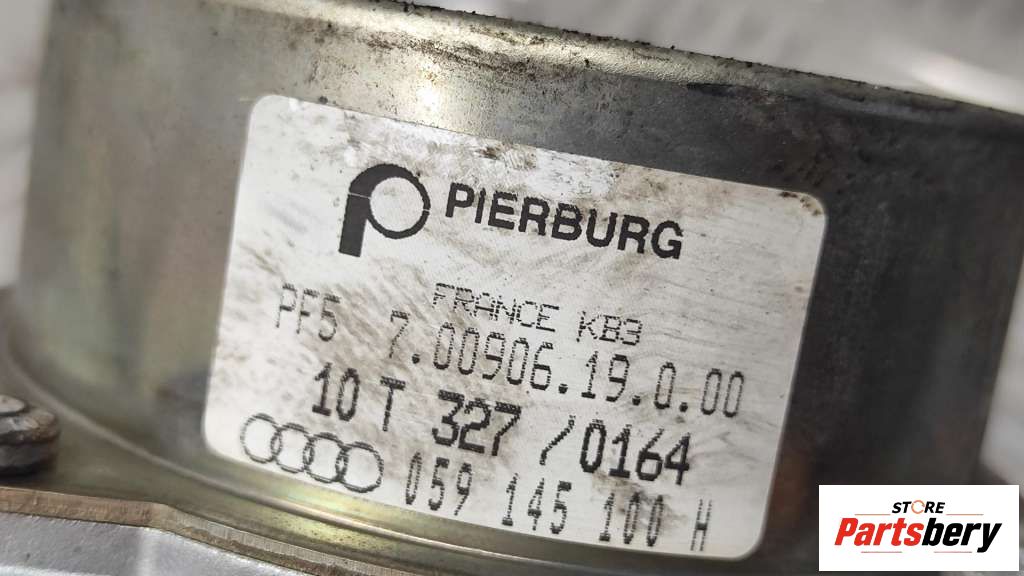 PIERBURG
FRANCE KB3
PF5 7.00906.19.0.00
10 T 327 /0164
059 145 100 H
STORE
Partsbery